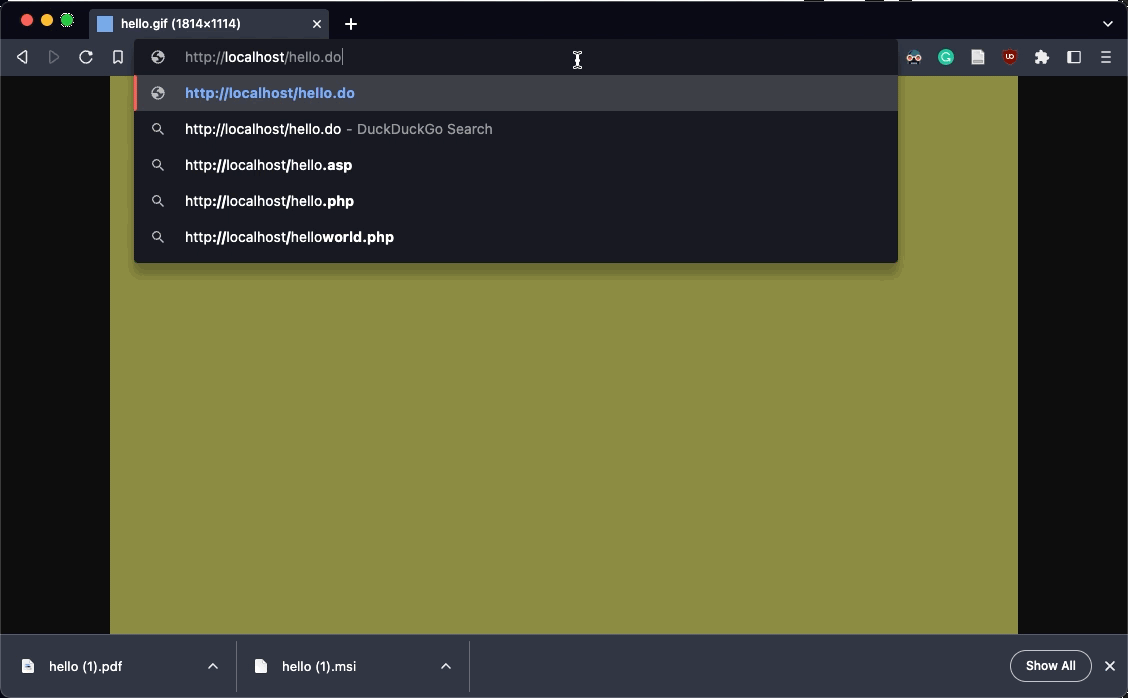 hello.gif (1814×1114)
http://localhost/hello.do
http://localhost/hello.do
http://localhost/hello.do - DuckDuckGo Search
http://localhost/hello.asp
http://localhost/hello.php
http://localhost/helloworld.php
hello (1).pdf
hello (1).msi
Show All